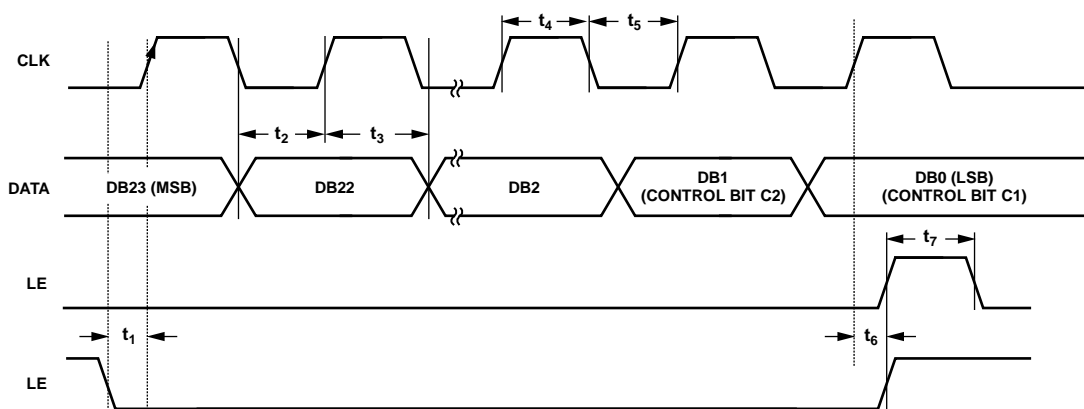 t4 t5
CLK
t2 t3
DATA DB23 (MSB) DB22 DB2 DB1 DB0 (LSB)
(CONTROL BIT C2) (CONTROL BIT C1)
t7
LE
t1 t6
LE